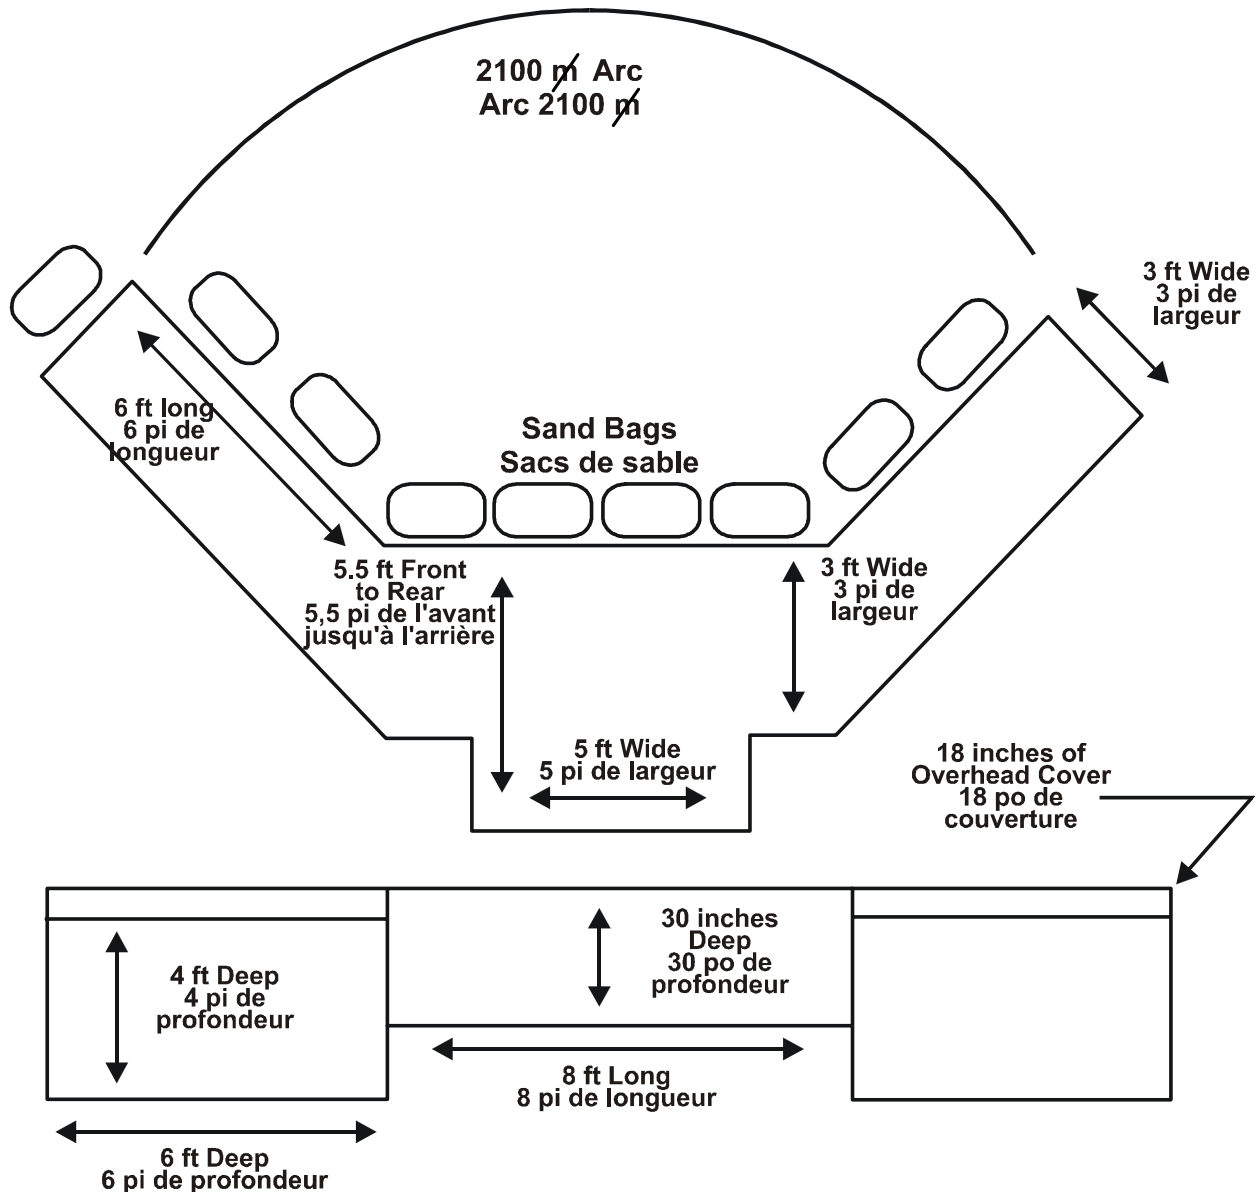 2100 m̸ Arc
Arc 2100 m̸
3 ft Wide
3 pi de
largeur
6 ft long
6 pi de
longueur
Sand Bags
Sacs de sable
5.5 ft Front
to Rear
5,5 pi de l'avant
jusqu'à l'arrière
3 ft Wide
3 pi de
largeur
5 ft Wide
5 pi de largeur
18 inches of
Overhead Cover
18 po de
couverture
30 inches
Deep
30 po de
profondeur
4 ft Deep
4 pi de
profondeur
8 ft Long
8 pi de longueur
6 ft Deep
6 pi de profondeur